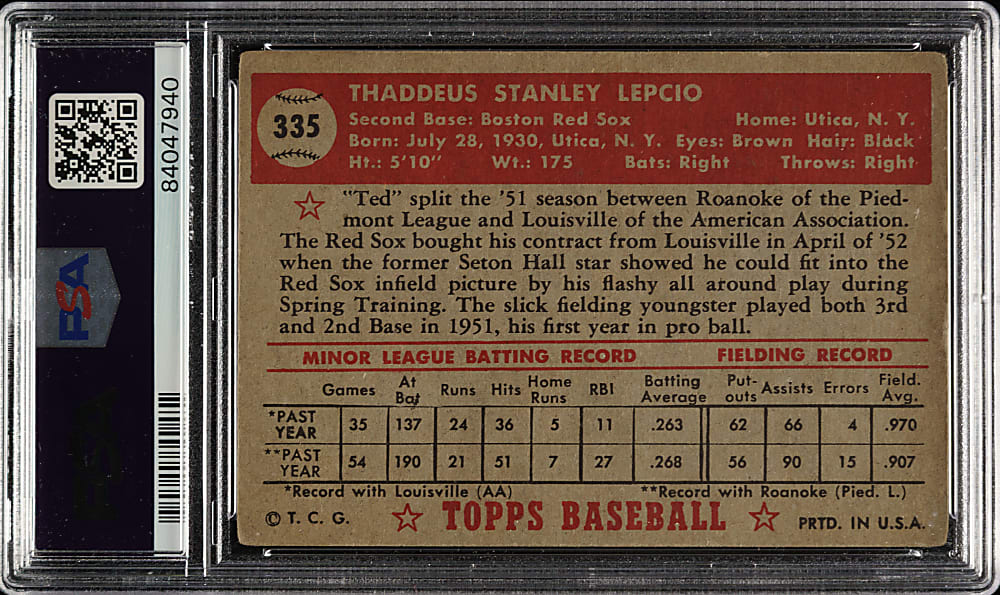 84047940
PSA
335
THADDEUS STANLEY LEPCIO
Second Base: Boston Red Sox Home: Utica, N. Y.
Born: July 28, 1930, Utica, N. Y. Eyes: Brown Hair: Black
Ht.: 5'10" Wt.: 175 Bats: Right Throws: Right
"Ted" split the '51 season between Roanoke of the Pied-
mont League and Louisville of the American Association.
The Red Sox bought his contract from Louisville in April of '52
when the former Seton Hall star showed he could fit into the
Red Sox infield picture by his flashy all around play during
Spring Training. The slick fielding youngster played both 3rd
and 2nd Base in 1951, his first year in pro ball.
MINOR LEAGUE BATTING RECORD FIELDING RECORD
Games At Bat Runs Hits Home Runs RBI Batting Average Put-outs Assists Errors Field. Avg.
*PAST YEAR 35 137 24 36 5 11 .263 62 66 4 .970
**PAST YEAR 54 190 21 51 7 27 .268 56 90 15 .907
*Record with Louisville (AA) **Record with Roanoke (Pied. L.)
© T. C. G. TOPPS BASEBALL PRTD. IN U.S.A.